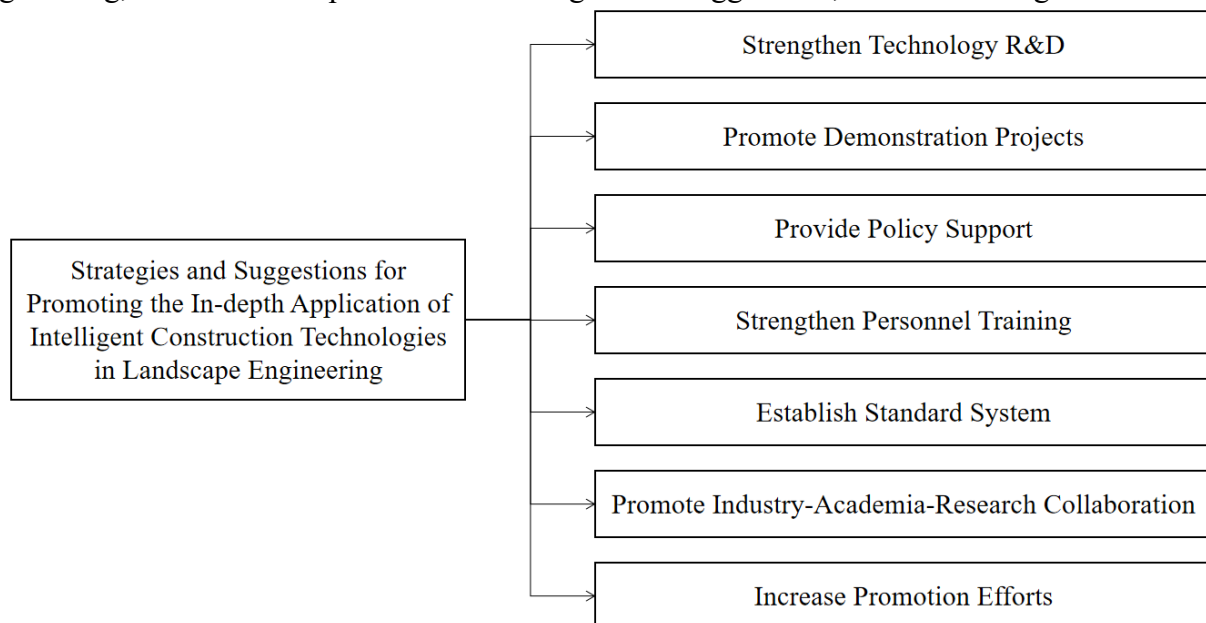 Strengthen Technology R&D
Promote Demonstration Projects
Provide Policy Support
Strategies and Suggestions for
Promoting the In-depth Application of
Intelligent Construction Technologies
in Landscape Engineering
Strengthen Personnel Training
Establish Standard System
Promote Industry-Academia-Research Collaboration
Increase Promotion Efforts